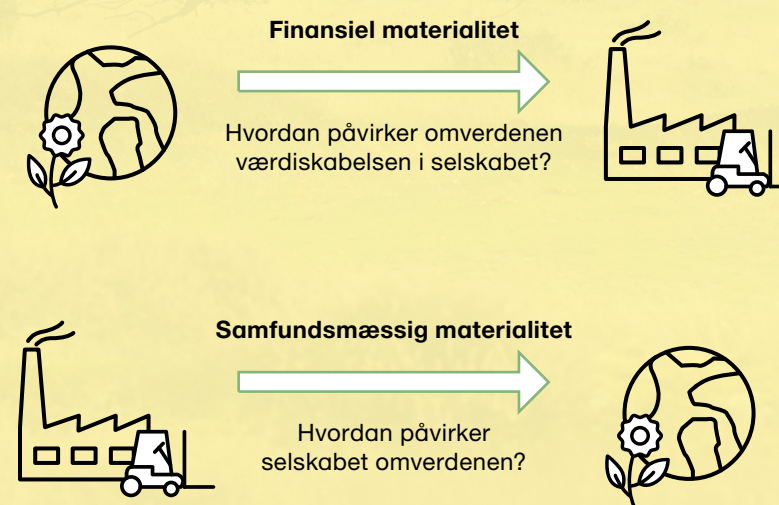 Finansiel materialitet
Hvordan påvirker omverdenen
værdiskabelsen i selskabet?
Samfundsmæssig materialitet
Hvordan påvirker
selskabet omverdenen?